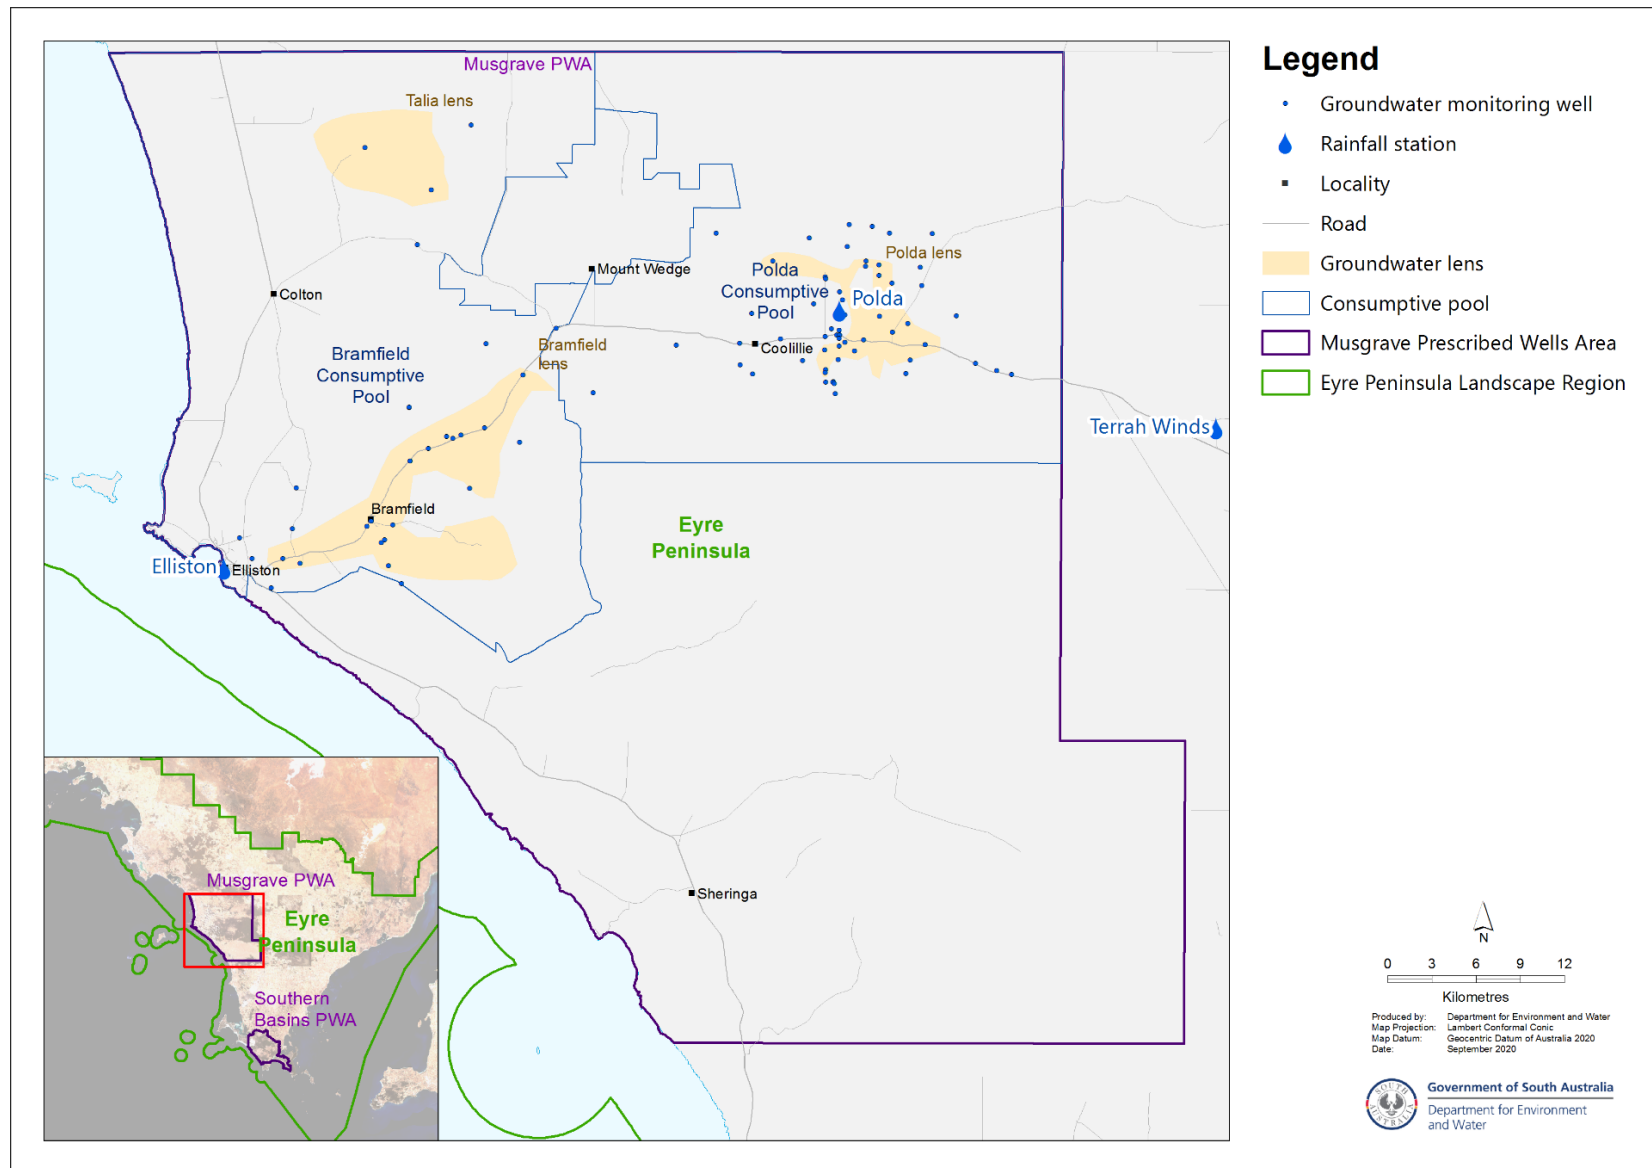 Musgrave PWA
Talia lens
Mount Wedge
Colton
Polda lens
Polda
Consumptive
Pool
Polda
Coolillie
Bramfield
lens
Bramfield
Consumptive
Pool
Terrah Winds
Bramfield
Eyre
Peninsula
Elliston
Elliston
Sheringa
Musgrave PWA
Eyre
Peninsula
Southern
Basins PWA
Legend
Groundwater monitoring well
Rainfall station
Locality
Road
Groundwater lens
Consumptive pool
Musgrave Prescribed Wells Area
Eyre Peninsula Landscape Region
N
0 3 6 9 12
Kilometres
Produced by: Department for Environment and Water
Map Projection: Lambert Conformal Conic
Map Datum: Geocentric Datum of Australia 2020
Date: September 2020
SOUTH AUSTRALIA
Government of South Australia
Department for Environment
and Water